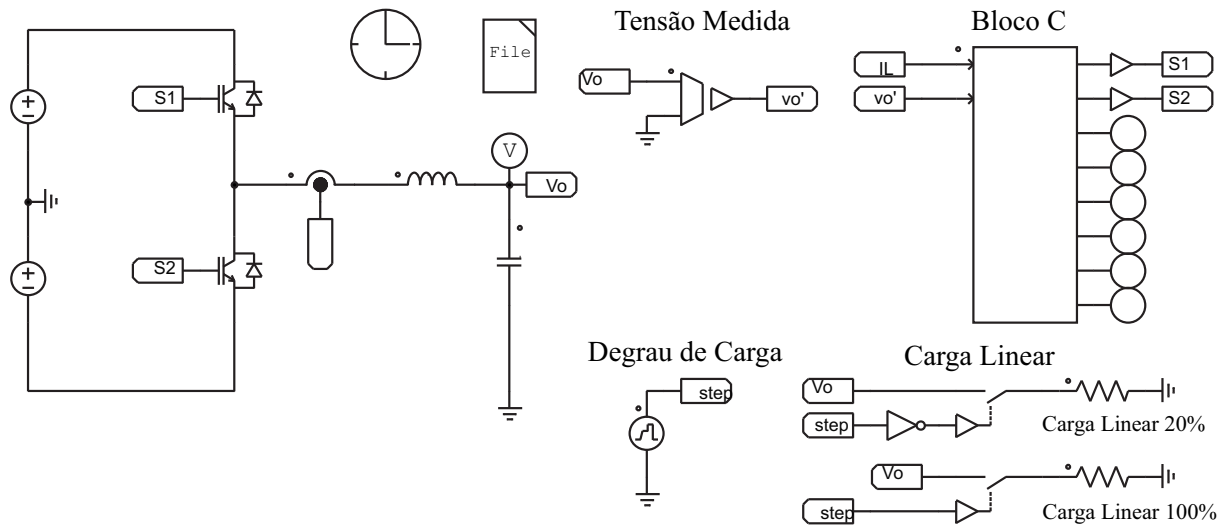 Tensão Medida
Bloco C
File
S1
Vo
vo'
IL
vo'
S1
S2
V
Vo
S2
Degrau de Carga
step
Carga Linear
Vo
step
Carga Linear 20%
Vo
step
Carga Linear 100%